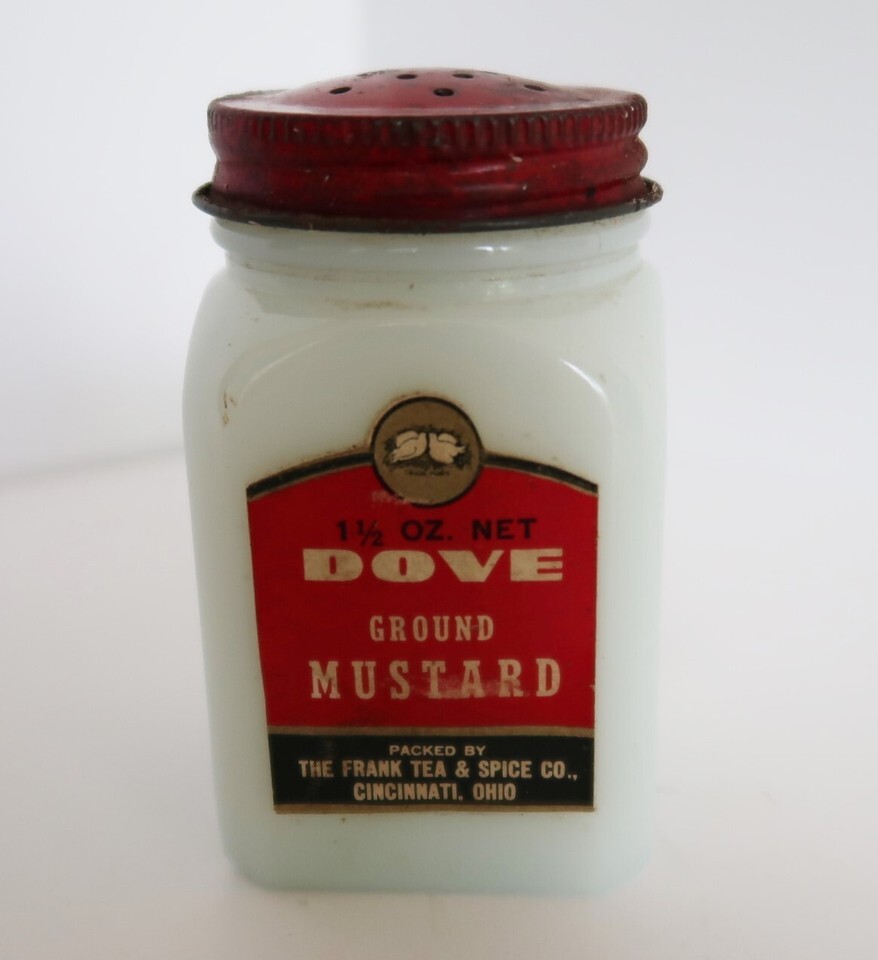 1½ OZ. NET
DOVE
GROUND
MUSTARD
PACKED BY
THE FRANK TEA & SPICE CO.,
CINCINNATI, OHIO